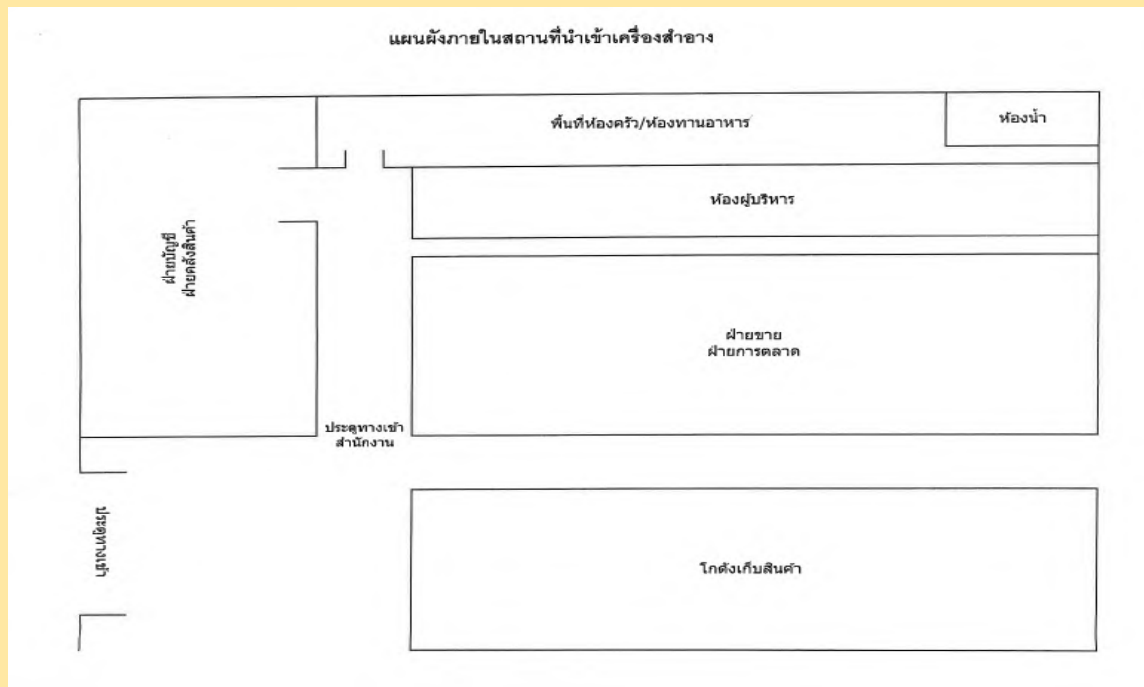 แผนผังภายในสถานที่นำเข้าเครื่องสำอาง
พื้นที่ห้องครัว/ห้องทานอาหาร
ห้องน้ำ
ห้องผู้บริหาร
ฝ่ายบัญชี
ฝ่ายคลังสินค้า
ฝ่ายขาย
ฝ่ายการตลาด
ประตูทางเข้า
สำนักงาน
ประตูทางเข้า
โกดังเก็บสินค้า